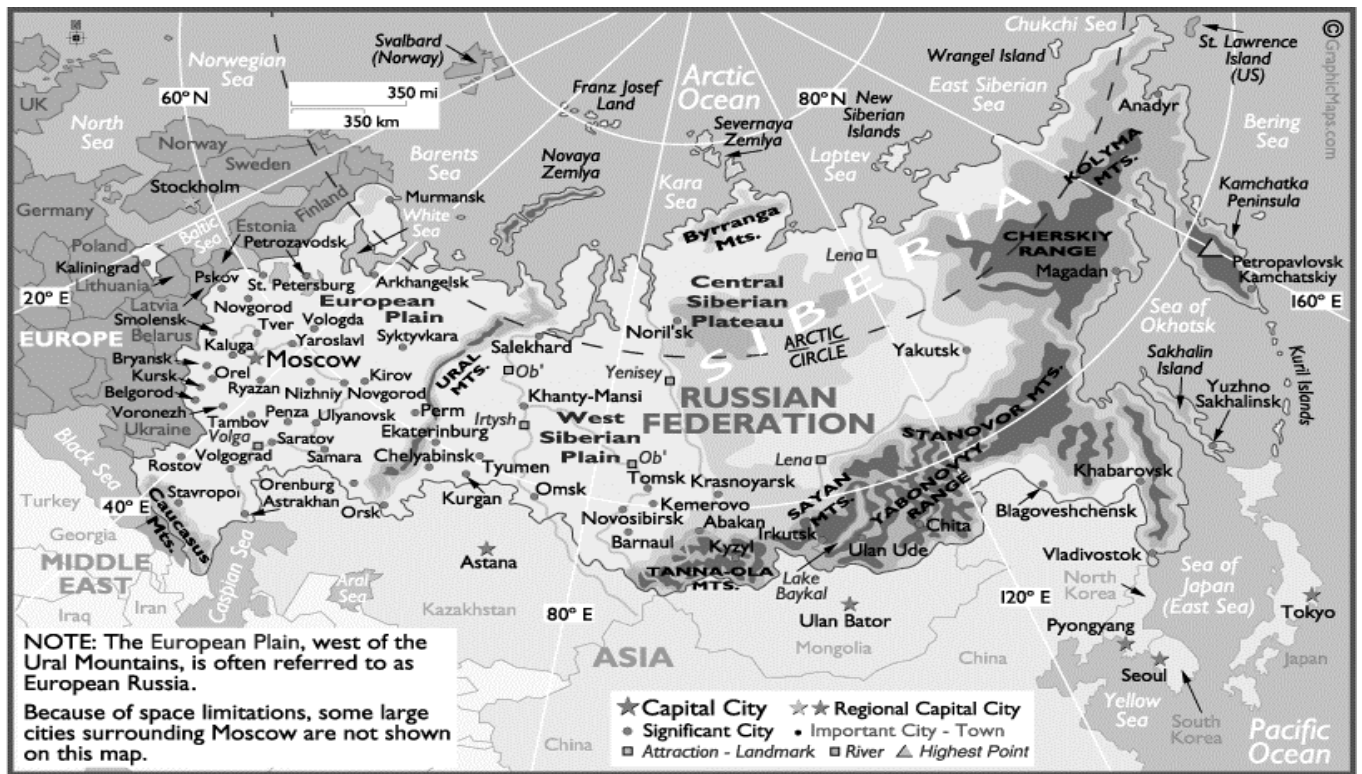 Chukchi Sea
© GraphicMaps.com
Svalbard
(Norway)
Wrangel Island
St. Lawrence
Island
(US)
Norwegian
Sea
Arctic
Ocean
East Siberian
Sea
UK
60° N
350 mi
350 km
Franz Josef
Land
80° N
New
Siberian
Islands
Anadyr
North
Sea
Severnaya
Zemlya
Bering
Sea
Norway
Sweden
Barents
Sea
Novaya
Zemlya
Laptev
Sea
KOLYMA
MTS.
Stockholm
Finland
Murmansk
Kara
Sea
Kamchatka
Peninsula
Germany
Baltic
Sea
Estonia
White
Sea
Byrranga
Mts.
SIBERIA
CHERSKIY
RANGE
Poland
Petrozavodsk
Kaliningrad
Lithuania
Pskov
St. Petersburg
Arkhangelsk
Lena
Magadan
Petropavlovsk
Kamchatskiy
20° E
Latvia
Novgorod
European
Plain
Central
Siberian
Plateau
160° E
Smolensk
Tver
Vologda
Sea of
Okhotsk
EUROPE
Belarus
Kaluga
Yaroslavl
Syktyvkara
Salekhard
Noril'sk
ARCTIC
CIRCLE
Yakutsk
Bryansk
Moscow
URAL
MTS.
Ob'
Yenisey
Sakhalin
Island
Kuril Islands
Kursk
Orel
Belgorod
Ryazan
Nizhniy
Novgorod
Kirov
Khanty-Mansi
RUSSIAN
FEDERATION
Yuzhno
Sakhalinsk
Voronezh
Penza
Ulyanovsk
Perm
Irtysh
West
Siberian
Plain
STANOVOR MTS.
Ukraine
Tambov
Volga
Saratov
Ekaterinburg
Black Sea
Volgograd
Samara
Chelyabinsk
Tyumen
Ob'
Lena
Rostov
Tomsk
Krasnoyarsk
SAYAN
MTS.
YABONOVYY
RANGE
Khabarovsk
Turkey
Stavropoi
Orenburg
Astrakhan
Kurgan
Omsk
Kemerovo
40° E
Caucasus
Mts.
Orsk
Novosibirsk
Abakan
Irkutsk
Chita
Blagoveshchensk
Georgia
Barnaul
Kyzyl
Ulan Ude
MIDDLE
EAST
Caspian Sea
Astana
TANNA-OLA
MTS.
Lake
Baykal
Vladivostok
Iraq
Iran
Aral
Sea
Kazakhstan
80° E
Ulan Bator
120° E
North
Korea
Sea of
Japan
(East Sea)
Tokyo
ASIA
Mongolia
China
Pyongyang
Seoul
Japan
NOTE: The European Plain, west of the
Ural Mountains, is often referred to as
European Russia.
Because of space limitations, some large
cities surrounding Moscow are not shown
on this map.
China
Yellow
Sea
South
Korea
Pacific
Ocean
Capital City
Regional Capital City
Significant City
Important City - Town
Attraction - Landmark
River
Highest Point